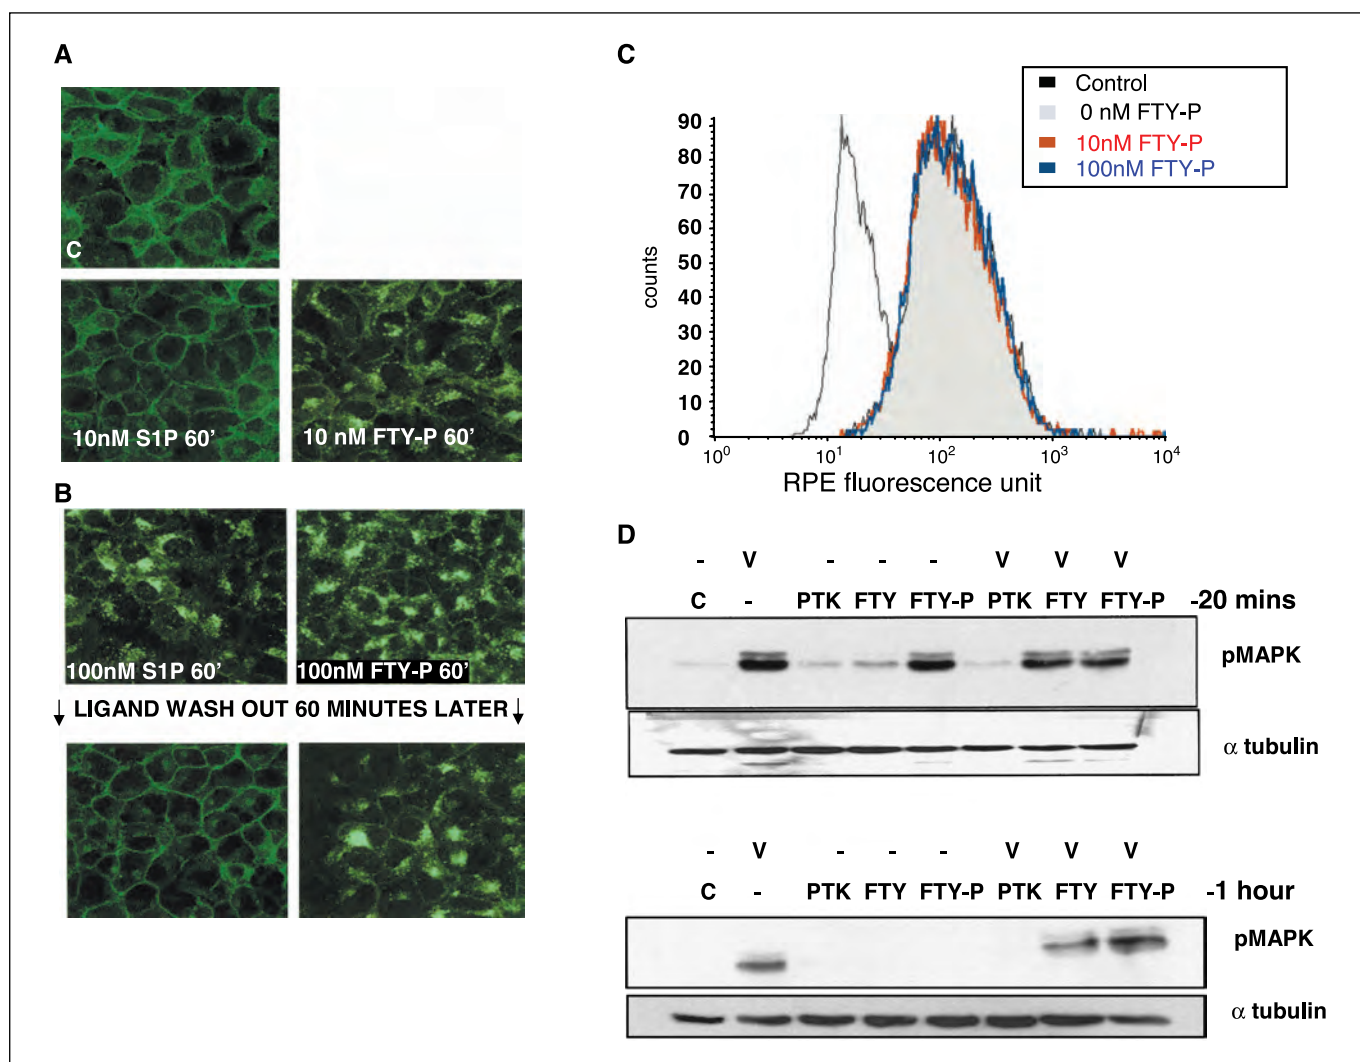 A
C
10nM S1P 60’
10 nM FTY-P 60’
B
100nM S1P 60’
100nM FTY-P 60’
↓ LIGAND WASH OUT 60 MINUTES LATER ↓
C
Control
0 nM FTY-P
10nM FTY-P
100nM FTY-P
90
80
70
60
50
40
30
20
10
0
counts
10⁰ 10¹ 10² 10³ 10⁴
RPE fluorescence unit
D
- V - - - V V V
C - PTK FTY FTY-P PTK FTY FTY-P -20 mins
pMAPK
α tubulin
- V - - - V V V
C - PTK FTY FTY-P PTK FTY FTY-P -1 hour
pMAPK
α tubulin